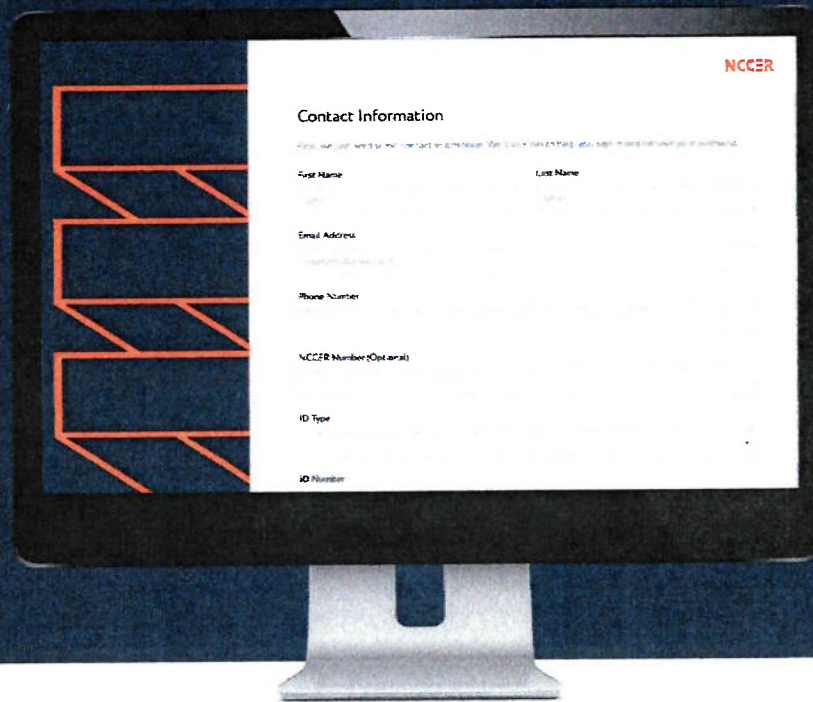 NCCER
Contact Information
First Name Last Name
Email Address
Phone Number
NCCER Number (Optional)
ID Type
ID Number